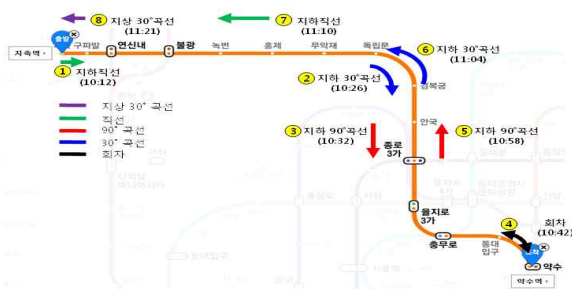 ⑧ 지상 30°곡선
(11:21)
⑦ 지하직선
(11:10)
출발
지축역
구파발
연신내
불광
녹번
홍제
무악재
독립문
⑥ 지하 30°곡선
(11:04)
① 지하직선
(10:12)
② 지하 30°곡선
(10:26)
경복궁
지상 30° 곡선
직선
90° 곡선
30° 곡선
회차
안국
③ 지하 90°곡선
(10:32)
종로
3가
⑤ 지하 90°곡선
(10:58)
을지로
3가
충무로
동대
입구
④ 회차
(10:42)
약수
약수역